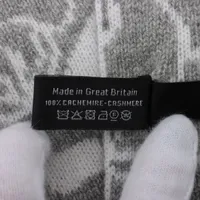 Made in Great Britain
100% CACHEMIRE-CASHMERE